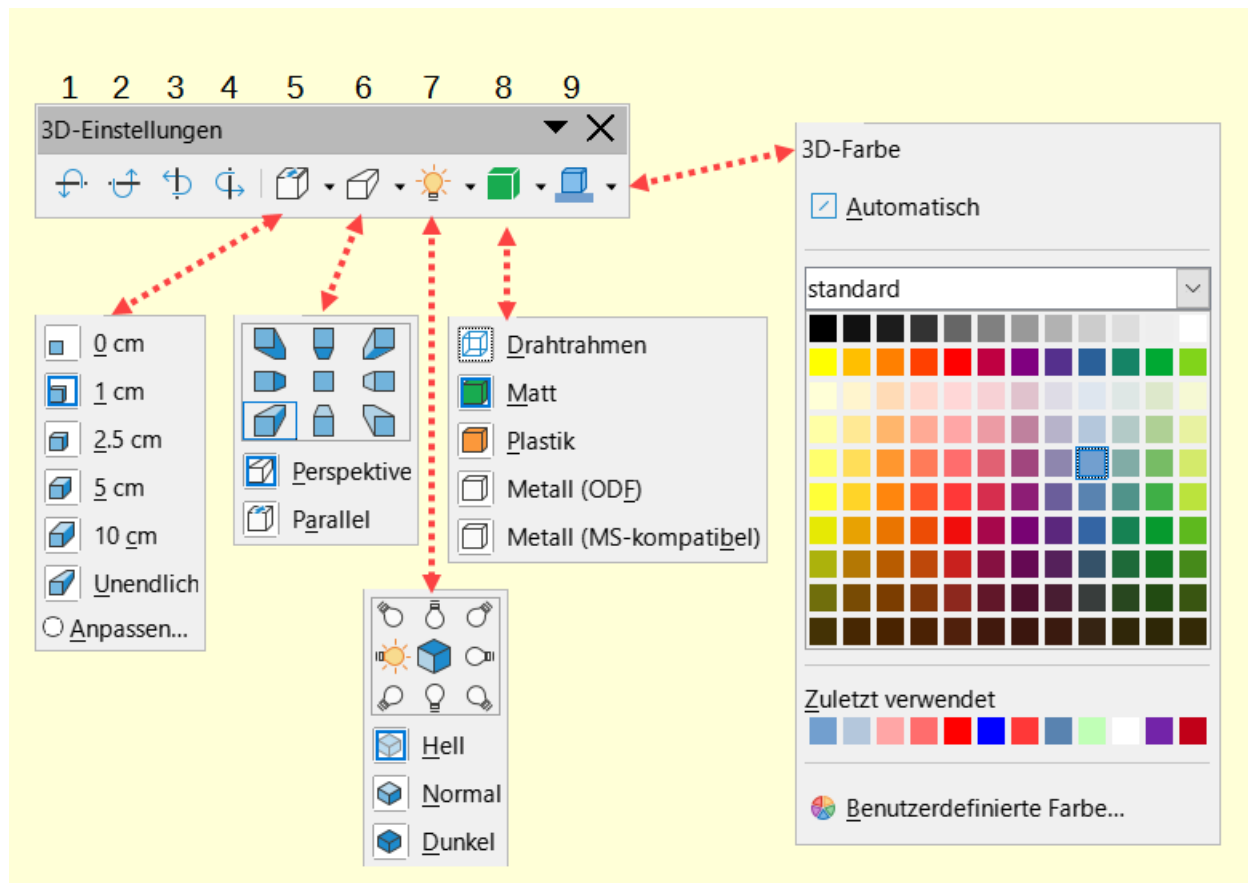 1 2 3 4 5 6 7 8 9
3D-Einstellungen
0 cm
1 cm
2.5 cm
5 cm
10 cm
Unendlich
Anpassen...
Perspektive
Parallel
Drahtrahmen
Matt
Plastik
Metall (ODF)
Metall (MS-kompatibel)
Hell
Normal
Dunkel
3D-Farbe
Automatisch
standard
Zuletzt verwendet
Benutzerdefinierte Farbe...